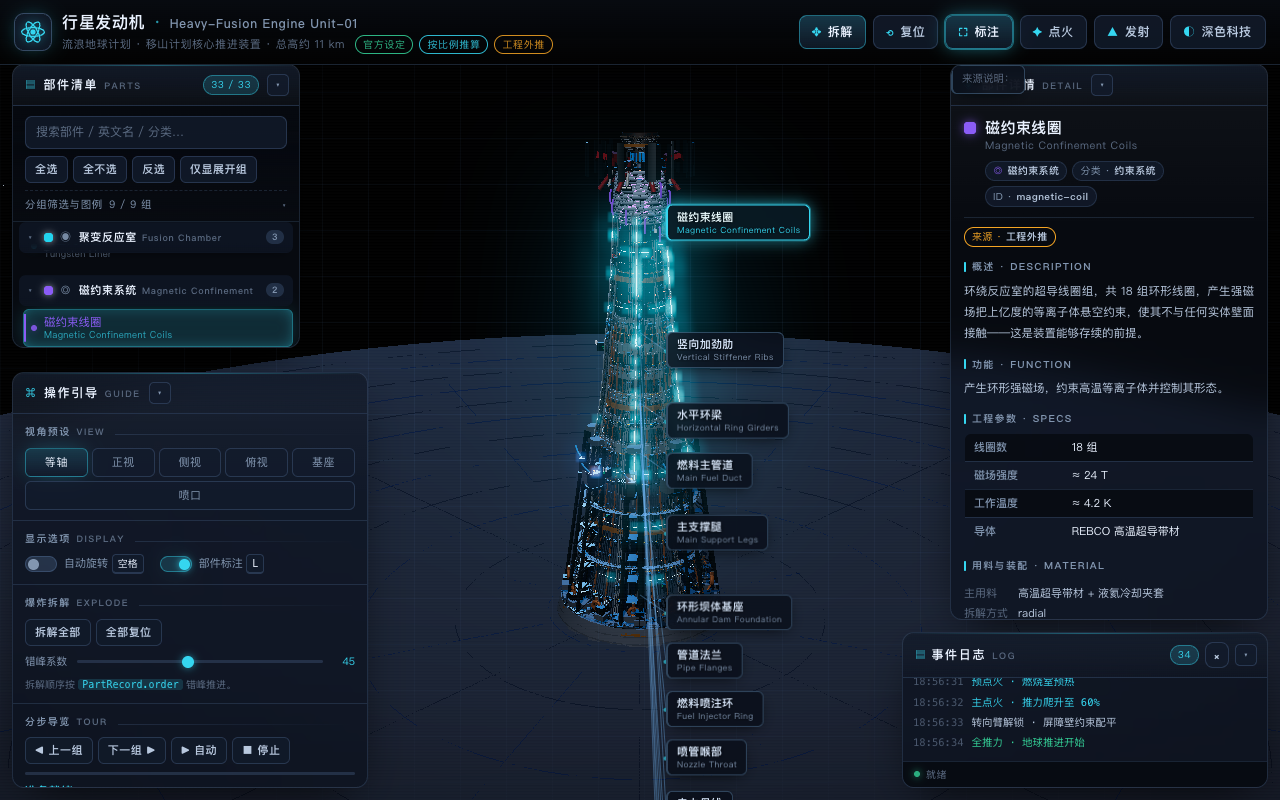 行星发动机 · Heavy-Fusion Engine Unit-01
流浪地球计划 · 移山计划核心推进装置 · 总高约 11 km 官方设定 按比例推算 工程外推
拆解 复位 标注 点火 发射 深色科技
部件清单 PARTS 33 / 33
搜索部件 / 英文名 / 分类...
全选 全不选 反选 仅显展开组
分组筛选与图例 9 / 9 组
聚变反应室 Fusion Chamber 3
Tungsten Liner
磁约束系统 Magnetic Confinement 2
磁约束线圈
Magnetic Confinement Coils
操作引导 GUIDE
视角预设 VIEW
等轴 正视 侧视 俯视 基座
喷口
显示选项 DISPLAY
自动旋转 空格 部件标注 L
爆炸拆解 EXPLODE
拆解全部 全部复位
错峰系数 45
拆解顺序按 PartRecord.order 错峰推进。
分步导览 TOUR
◀ 上一组 下一组 ▶ ▶ 自动 ■ 停止
磁约束线圈
Magnetic Confinement Coils
竖向加劲肋
Vertical Stiffener Ribs
水平环梁
Horizontal Ring Girders
燃料主管道
Main Fuel Duct
主支撑腿
Main Support Legs
环形坝体基座
Annular Dam Foundation
管道法兰
Pipe Flanges
燃料喷注环
Fuel Injector Ring
喷管喉部
Nozzle Throat
来源说明:
情 DETAIL
磁约束线圈
Magnetic Confinement Coils
◎ 磁约束系统 分类 · 约束系统
ID · magnetic-coil
来源 · 工程外推
概述 · DESCRIPTION
环绕反应室的超导线圈组，共 18 组环形线圈，产生强磁
场把上亿度的等离子体悬空约束，使其不与任何实体壁面
接触——这是装置能够存续的前提。
功能 · FUNCTION
产生环形强磁场，约束高温等离子体并控制其形态。
工程参数 · SPECS
线圈数 18 组
磁场强度 ≈ 24 T
工作温度 ≈ 4.2 K
导体 REBCO 高温超导带材
用料与装配 · MATERIAL
主用料 高温超导带材 + 液氦冷却夹套
拆解方式 radial
事件日志 LOG 34 ×
18:56:31 预点火 · 燃烧室预热
18:56:32 主点火 · 推力爬升至 60%
18:56:33 转向臂解锁 · 屏障壁约束配平
18:56:34 全推力 · 地球推进开始
就绪